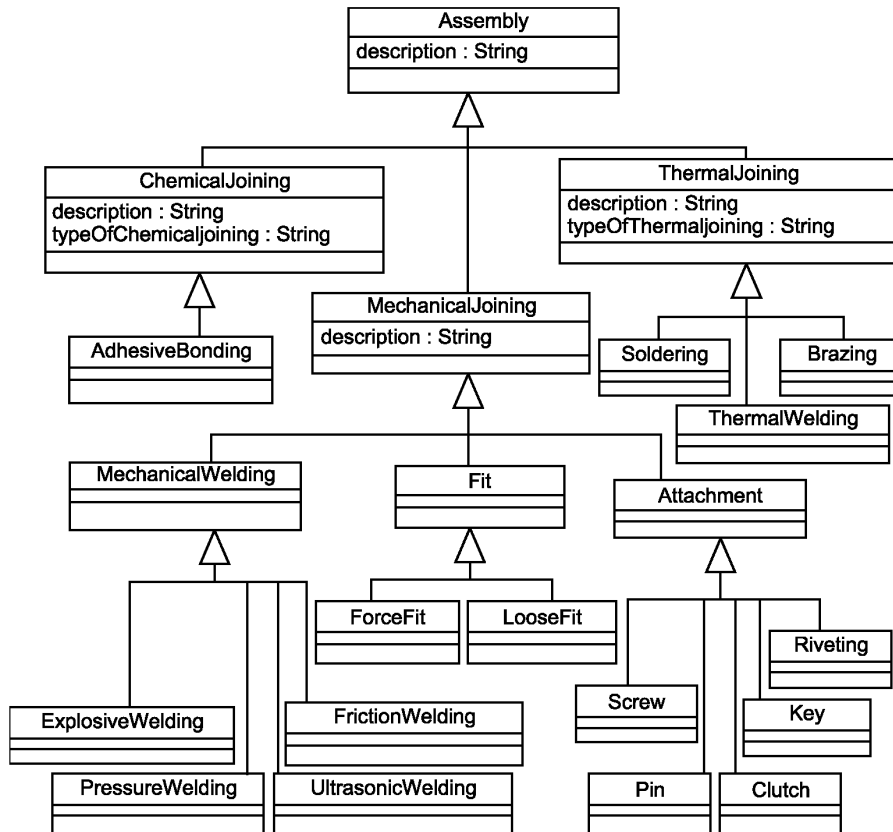 Assembly
description : String
ChemicalJoining
description : String
typeOfChemicaljoining : String
ThermalJoining
description : String
typeOfThermaljoining : String
MechanicalJoining
description : String
AdhesiveBonding
Soldering
Brazing
ThermalWelding
MechanicalWelding
Fit
Attachment
ForceFit
LooseFit
Riveting
Screw
Key
ExplosiveWelding
FrictionWelding
PressureWelding
UltrasonicWelding
Pin
Clutch